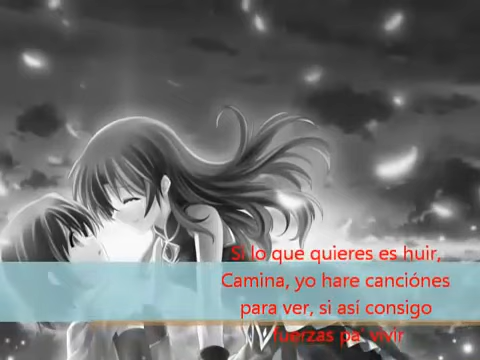 Si lo que quieres es huir,
Camina, yo hare canciónes
para ver, si así consigo
fuerzas pa' vivir